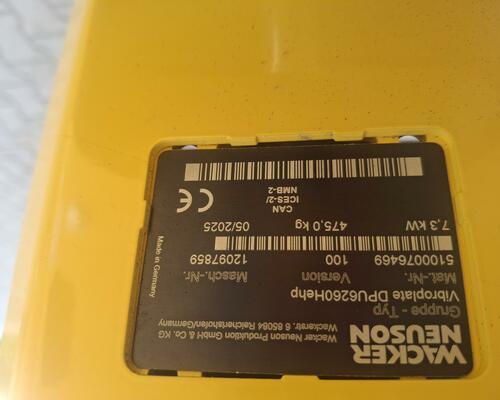 WACKER
NEUSON
Wacker Neuson Produktion GmbH & Co. KG
Wackerstr. 6 85084 Reichertshofen/Germany
Gruppe - Typ
Vibroplate DPU6260Hehp
Mat.-Nr. Version Masch.-Nr.
5100076469 100 12097859
7,3 kW 475,0 kg 05/2025
Made in Germany
CAN
ICES-2/
NMB-2
CE